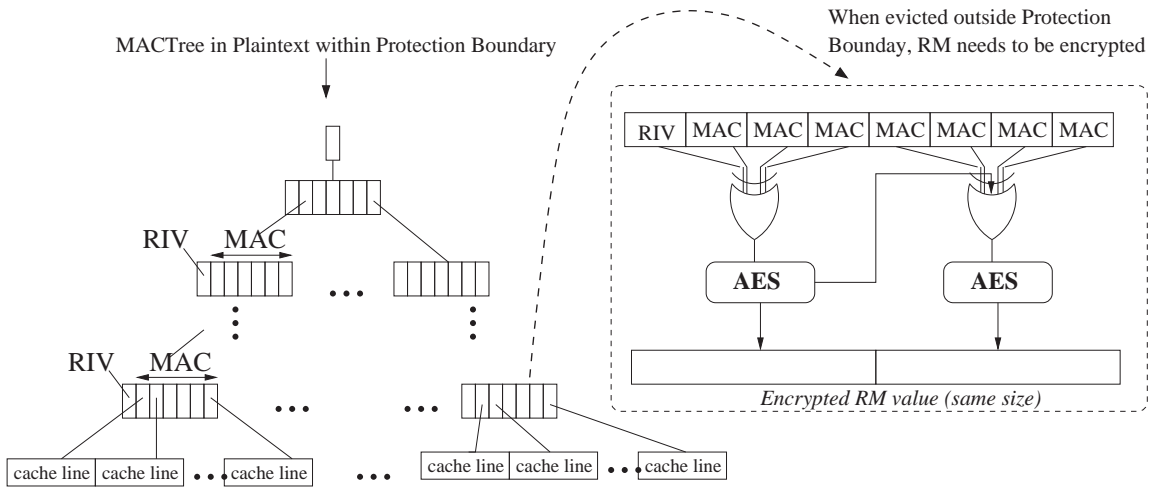 MACTree in Plaintext within Protection Boundary
When evicted outside Protection
Bounday, RM needs to be encrypted
RIV MAC MAC MAC MAC MAC MAC MAC
RIV MAC
AES AES
RIV MAC
Encrypted RM value (same size)
cache line cache line cache line cache line cache line cache line